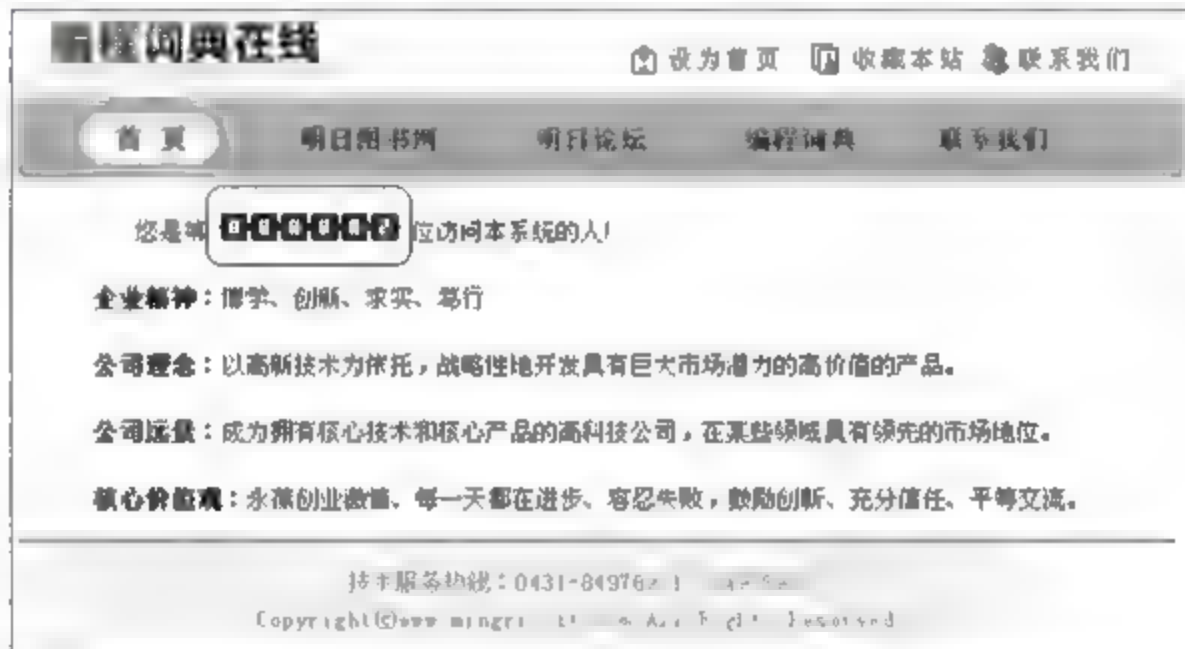 程词典在线
设为首页 收藏本站 联系我们
首页 明日图书网 明日论坛 编程词典 联系我们
您是第 位访问本系统的人!
企业精神：博学、创新、求实、笃行
公司理念：以高新技术为依托，战略性地开发具有巨大市场潜力的高价值的产品。
公司远景：成为拥有核心技术和核心产品的高科技公司，在某些领域具有领先的市场地位。
核心价值观：永葆创业激情、每一天都在进步、容忍失败，鼓励创新、充分信任、平等交流。
技术服务热线：0431-84976
Copyright©www.mingri Reserved